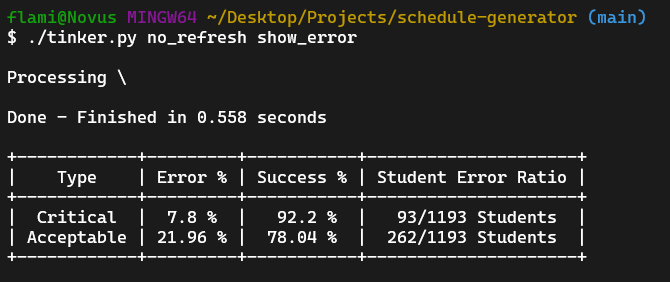 flami@Novus MINGW64 ~/Desktop/Projects/schedule-generator (main)
$ ./tinker.py no_refresh show_error
Processing \
Done - Finished in 0.558 seconds
+------------+---------+-----------+---------------------+
|    Type    | Error % | Success % | Student Error Ratio |
+------------+---------+-----------+---------------------+
|  Critical  |  7.8 %  |   92.2 %  |   93/1193 Students  |
| Acceptable | 21.96 % |  78.04 %  |  262/1193 Students  |
+------------+---------+-----------+---------------------+